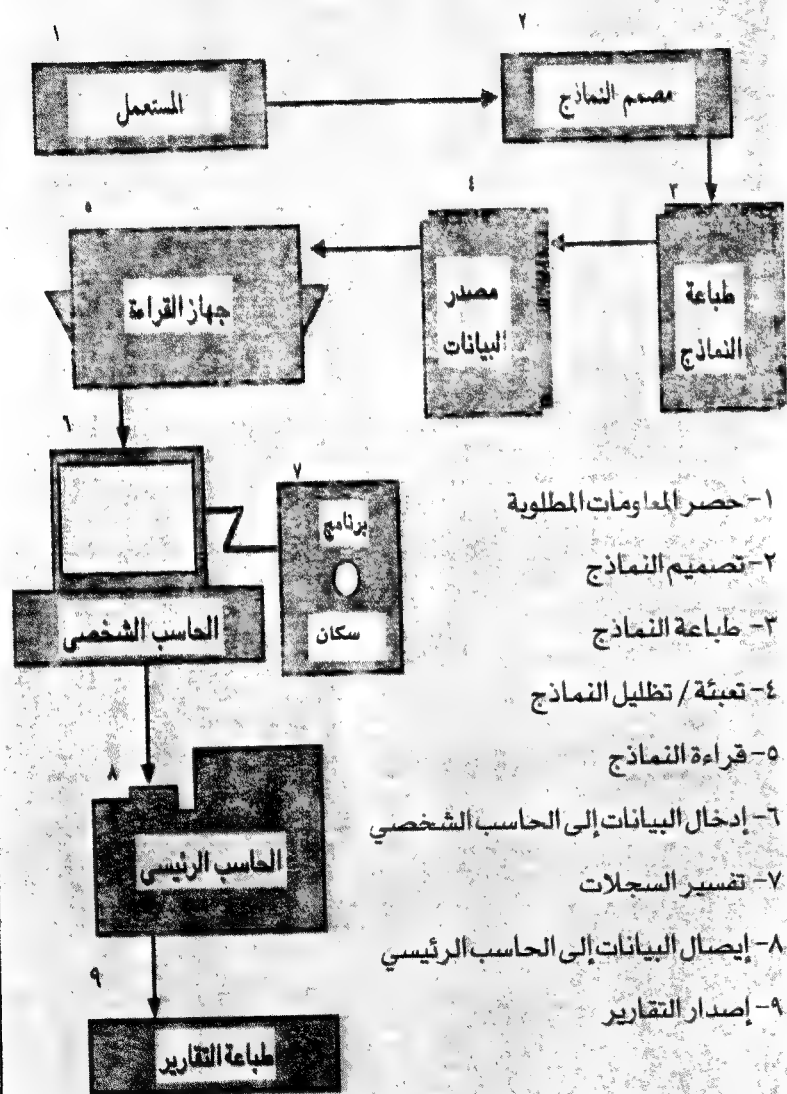 ١
المستعمل
٢
مصمم النماذج
٣
طباعة
النماذج
٤
مصدر
البيانات
٥
جهاز القراءة
٦
الحاسب الشخصي
٧
برنامج
سكان
٨
الحاسب الرئيسي
٩
طباعة التقارير
١- حصر المعلومات المطلوبة
٢- تصميم النماذج
٣- طباعة النماذج
٤- تعبئة / تظليل النماذج
٥- قراءة النماذج
٦- إدخال البيانات إلى الحاسب الشخصي
٧- تفسير السجلات
٨- إيصال البيانات إلى الحاسب الرئيسي
٩- إصدار التقارير